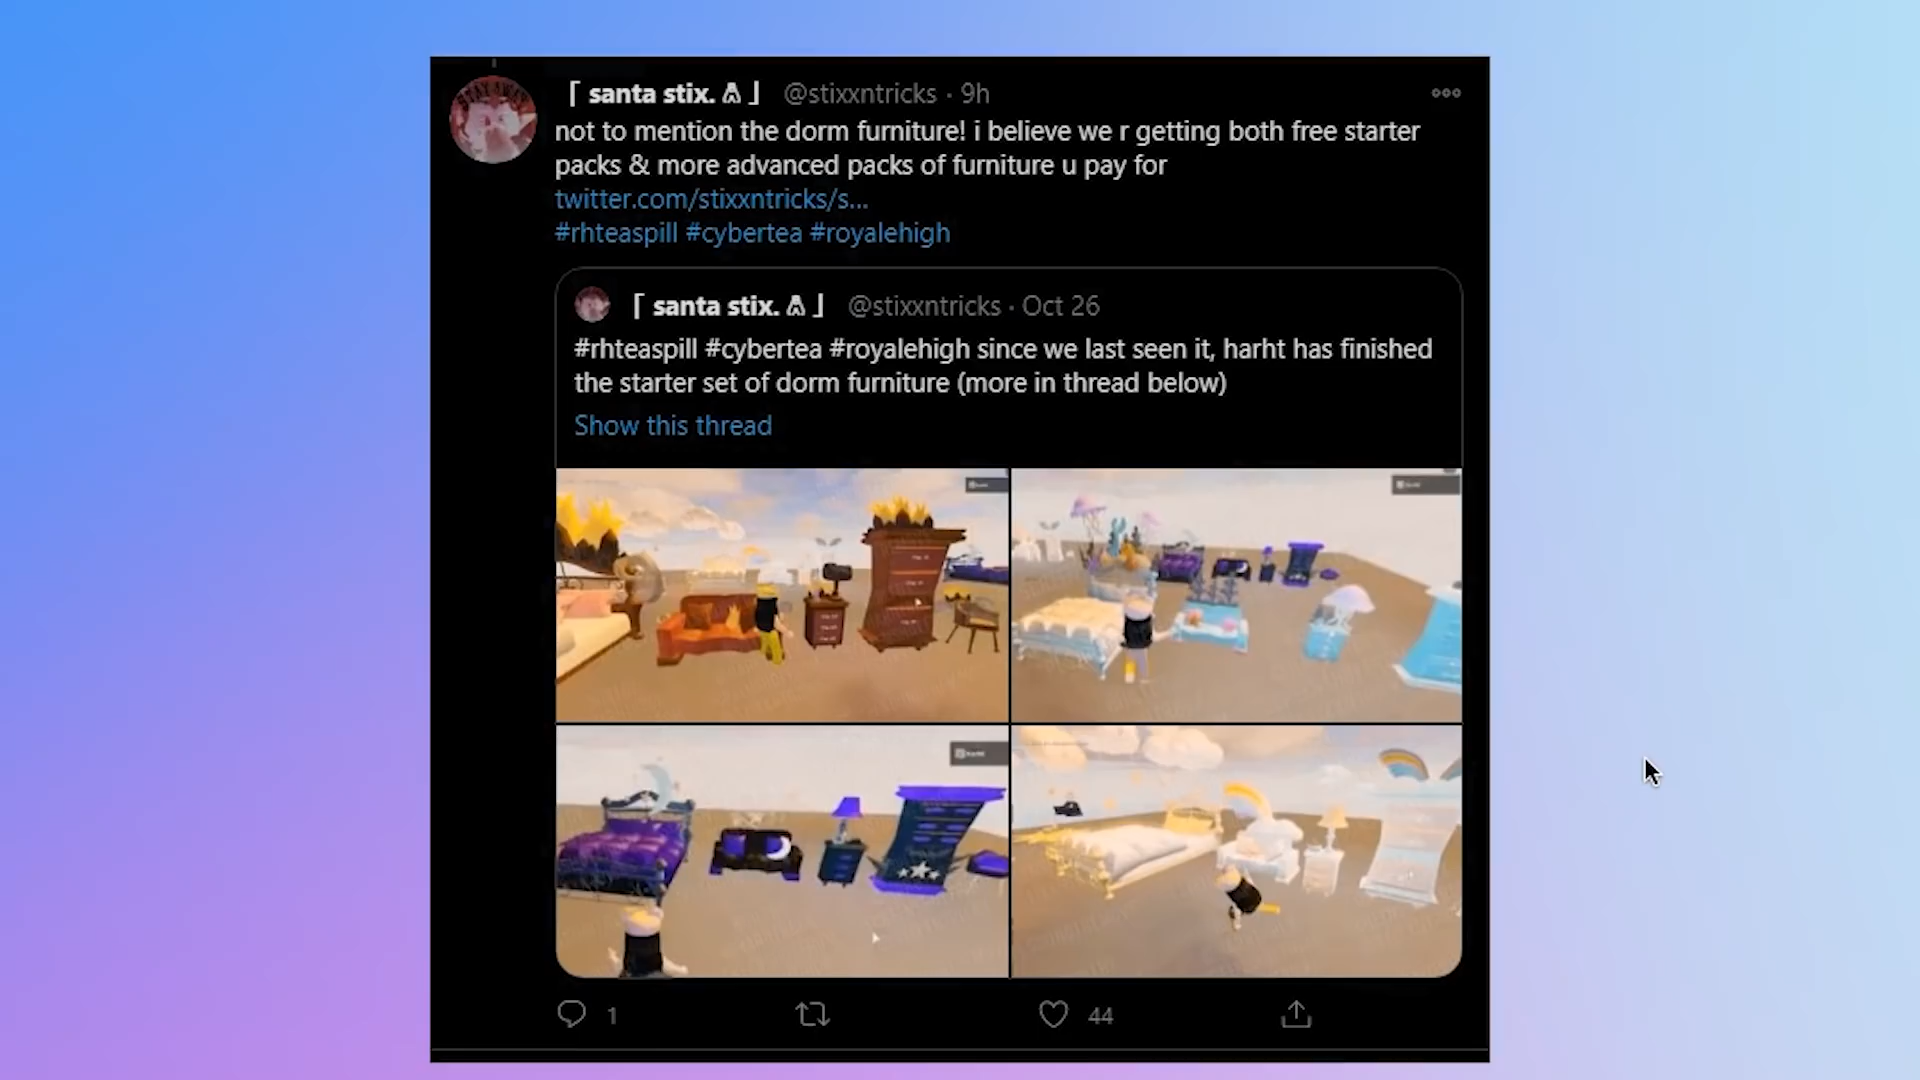 「 santa stix. 」 @stixxntricks · 9h
not to mention the dorm furniture! i believe we r getting both free starter
packs & more advanced packs of furniture u pay for
twitter.com/stixxntricks/s...
#rhteaspill #cybertea #royalehigh
「 santa stix. 」 @stixxntricks · Oct 26
#rhteaspill #cybertea #royalehigh since we last seen it, harht has finished
the starter set of dorm furniture (more in thread below)
Show this thread
1
44